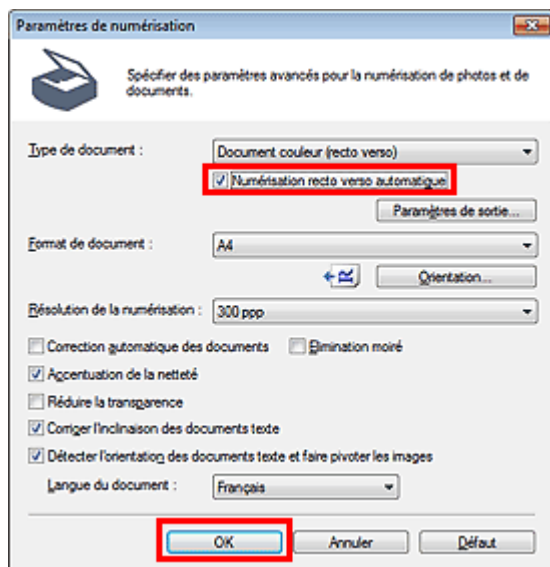 Paramètres de numérisation
Spécifier des paramètres avancés pour la numérisation de photos et de
documents.
Type de document :
Document couleur (recto verso)
Numérisation recto verso automatique
Paramètres de sortie...
Format de document :
A4
Orientation...
Résolution de la numérisation :
300 ppp
Correction automatique des documents
Elimination moiré
Accentuation de la netteté
Réduire la transparence
Corriger l'inclinaison des documents texte
Détecter l'orientation des documents texte et faire pivoter les images
Langue du document :
Français
OK
Annuler
Défaut